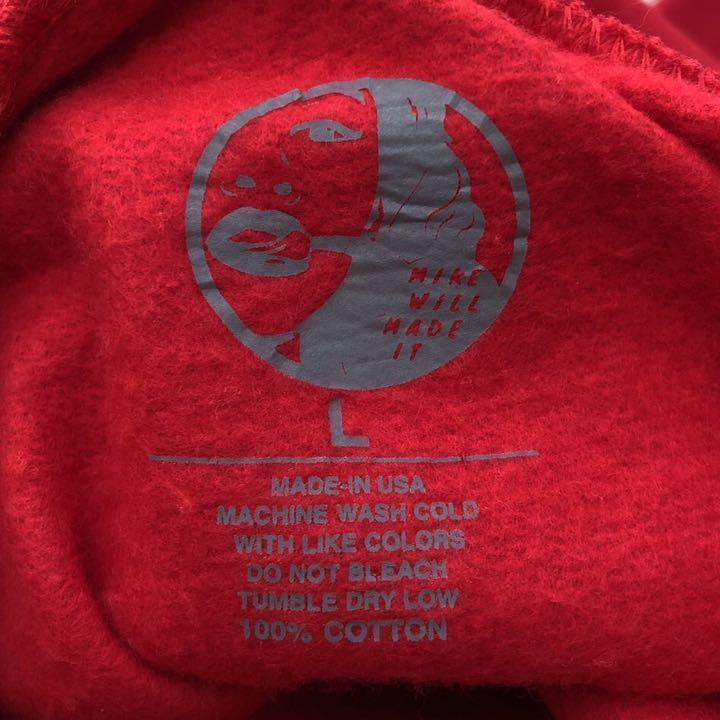 MIKE
WILL
MADE
IT
L
MADE IN USA
MACHINE WASH COLD
WITH LIKE COLORS
DO NOT BLEACH
TUMBLE DRY LOW
100% COTTON